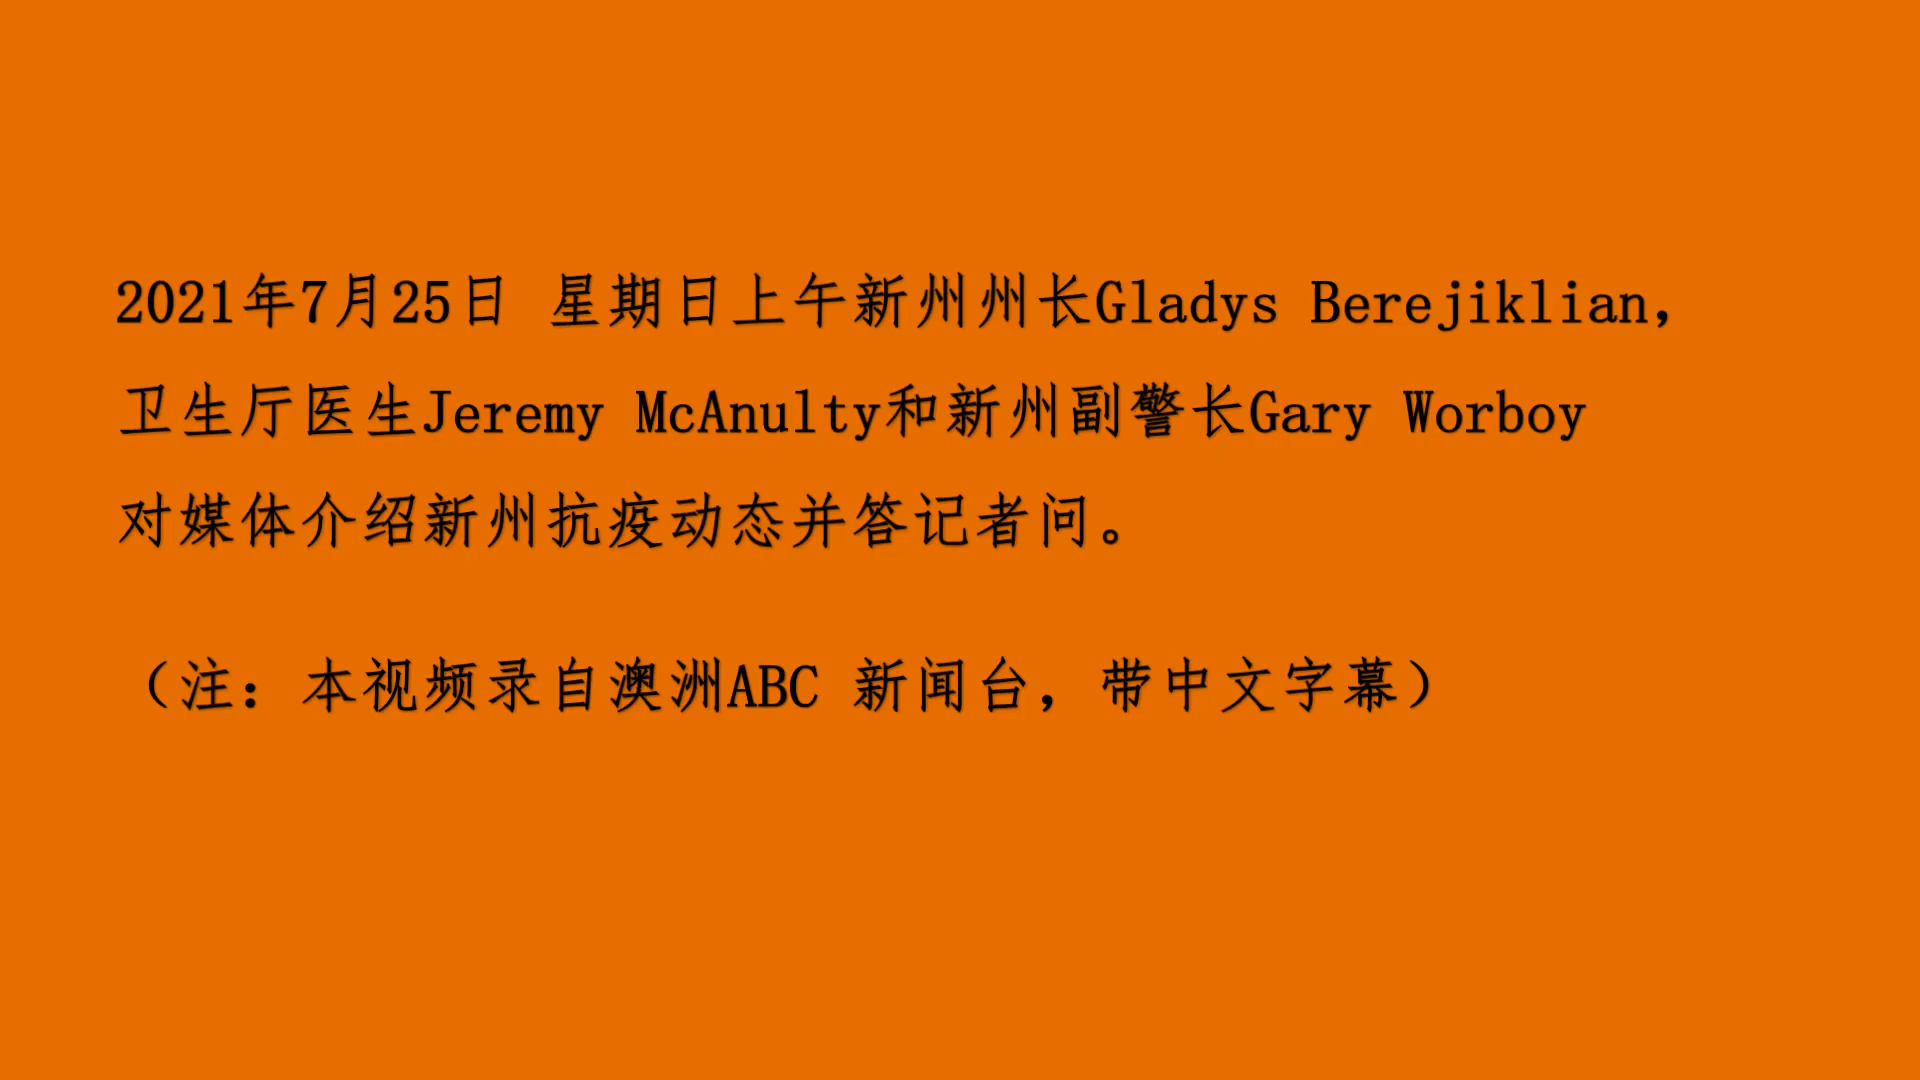 2021年7月25日 星期日上午新州州长Gladys Berejiklian,
卫生厅医生Jeremy McAnulty和新州副警长Gary Worboy
对媒体介绍新州抗疫动态并答记者问。
（注：本视频录自澳洲ABC 新闻台，带中文字幕）